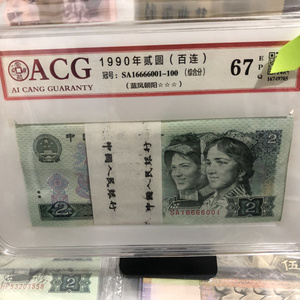 ACG
AI CANG GUARANTY
1990年贰圆（百连）
冠号：SA16666001-100（综合分）
（蓝凤朝阳☆☆☆）
67
E
P
Q
中国人民银行
中国人民银行
SA16666001
2
2